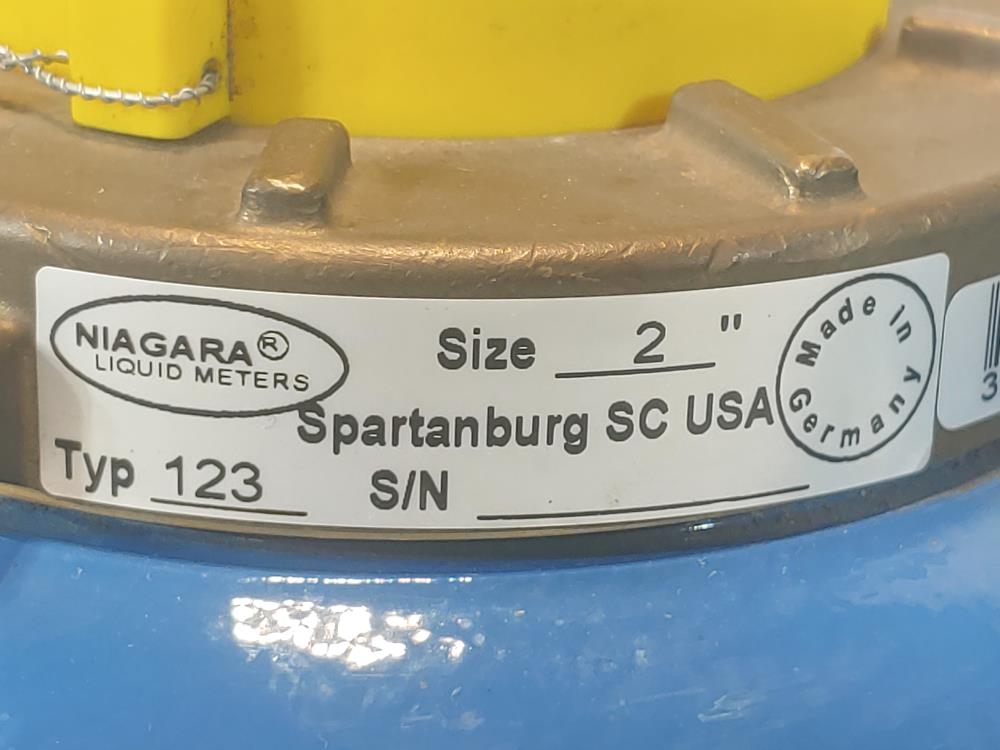 NIAGARA®
LIQUID METERS
Size 2 "
Spartanburg SC USA
Typ 123
S/N
Made in Germany
3